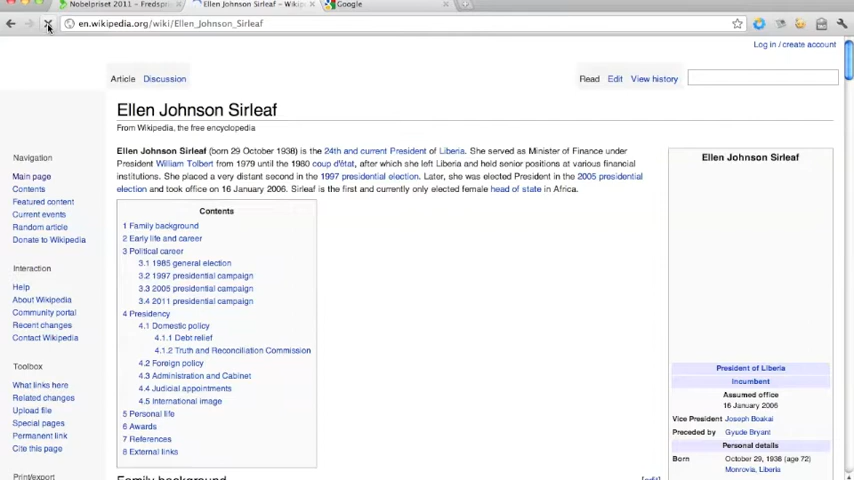 Nobelpriset 2011 – Fredspri
Ellen Johnson Sirleaf – Wikip
Google
en.wikipedia.org/wiki/Ellen_Johnson_Sirleaf
Log in / create account
Article
Discussion
Read
Edit
View history
Ellen Johnson Sirleaf
From Wikipedia, the free encyclopedia
Ellen Johnson Sirleaf (born 29 October 1938) is the 24th and current President of Liberia. She served as Minister of Finance under
President William Tolbert from 1979 until the 1980 coup d'état, after which she left Liberia and held senior positions at various financial
institutions. She placed a very distant second in the 1997 presidential election. Later, she was elected President in the 2005 presidential
election and took office on 16 January 2006. Sirleaf is the first and currently only elected female head of state in Africa.
Navigation
Main page
Contents
Featured content
Current events
Random article
Donate to Wikipedia
Interaction
Help
About Wikipedia
Community portal
Recent changes
Contact Wikipedia
Toolbox
What links here
Related changes
Upload file
Special pages
Permanent link
Cite this page
Print/export
Contents
1 Family background
2 Early life and career
3 Political career
3.1 1985 general election
3.2 1997 presidential campaign
3.3 2005 presidential campaign
3.4 2011 presidential campaign
4 Presidency
4.1 Domestic policy
4.1.1 Debt relief
4.1.2 Truth and Reconciliation Commission
4.2 Foreign policy
4.3 Administration and Cabinet
4.4 Judicial appointments
4.5 International image
5 Personal life
6 Awards
7 References
8 External links
Family background
[edit]
Ellen Johnson Sirleaf
President of Liberia
Incumbent
Assumed office
16 January 2006
Vice President Joseph Boakai
Preceded by Gyude Bryant
Personal details
Born October 29, 1938 (age 72)
Monrovia, Liberia